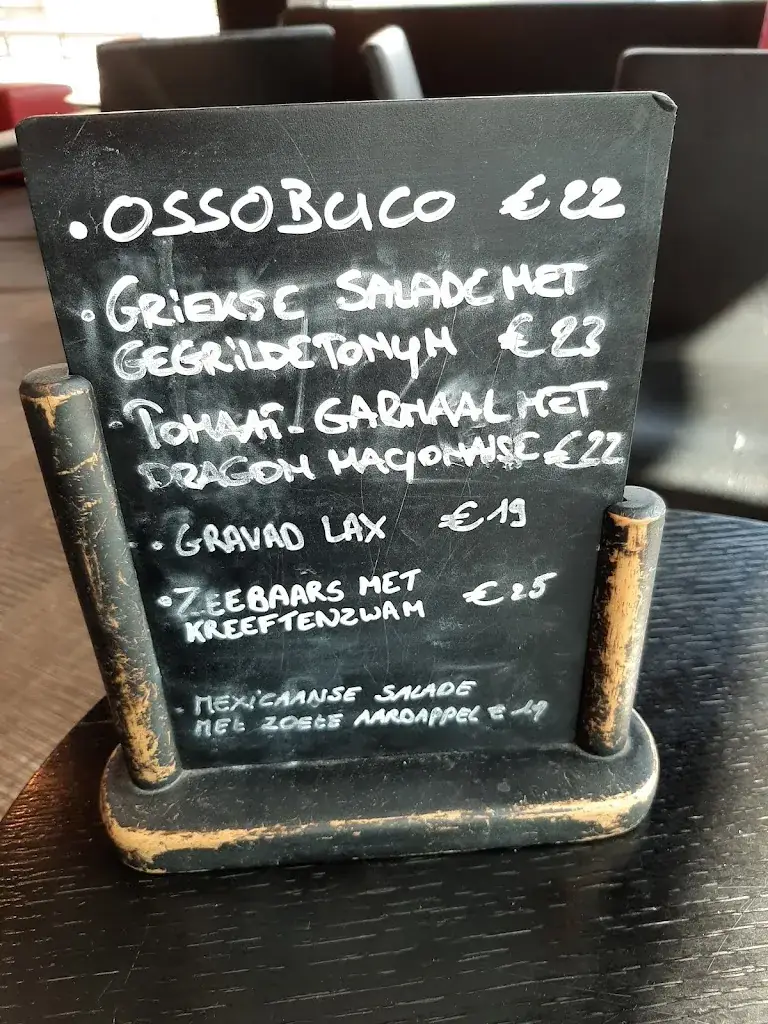 • OSSOBUCO €22
• GRIEKSE SALADE MET
GEGRILDE TONYN €23
- TOMAAT-GARNAAL MET
DRAGON MAYONAISE €22
• GRAVAD LAX €19
• ZEEBAARS MET €25
KREEFTENZWAM
- MEXICAANSE SALADE
MET ZOETE AARDAPPEL € 19